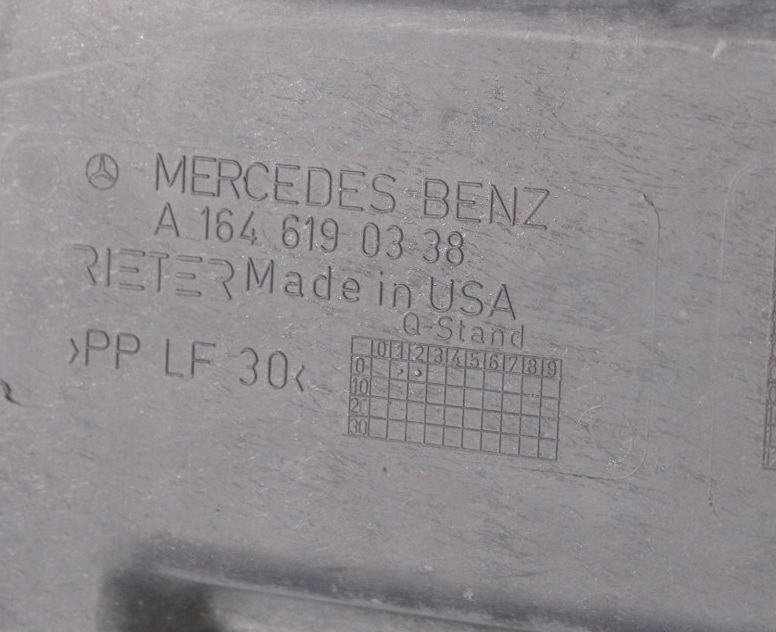 MERCEDES-BENZ
A 164 619 03 38
RIETER Made in USA
Q-Stand
>PP LF 30<
0 1 2 3 4 5 6 7 8 9
0
10
20
30